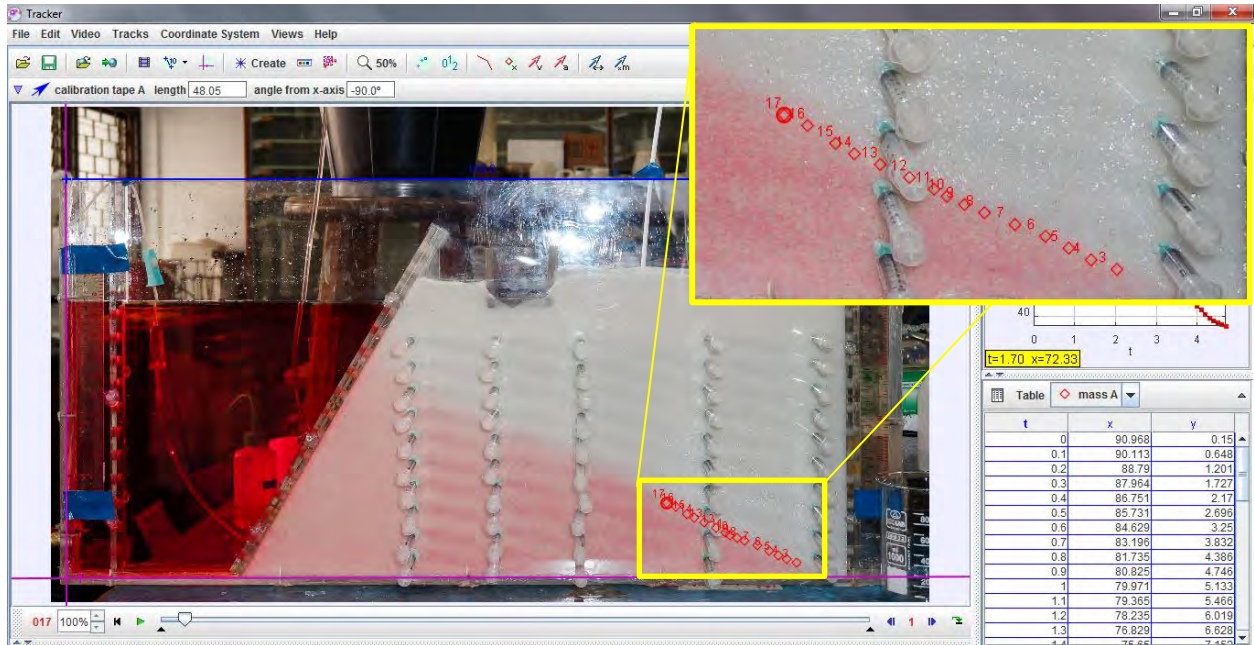 Tracker
File Edit Video Tracks Coordinate System Views Help
Create 50%
calibration tape A length 48.05 angle from x-axis -90.0°
17 16
15 14
13
12
11 10 9
8
7
6
5
4
3
40
0 1 2 3 4
t
t=1.70 x=72.33
Table mass A
t x y
0 90.968 0.15
0.1 90.113 0.648
0.2 88.79 1.201
0.3 87.964 1.727
0.4 86.751 2.17
0.5 85.731 2.696
0.6 84.629 3.25
0.7 83.196 3.832
0.8 81.735 4.386
0.9 80.825 4.746
1 79.971 5.133
1.1 79.365 5.466
1.2 78.235 6.019
1.3 76.829 6.628
1.4 75.65 7.152
017 100% 1
1000